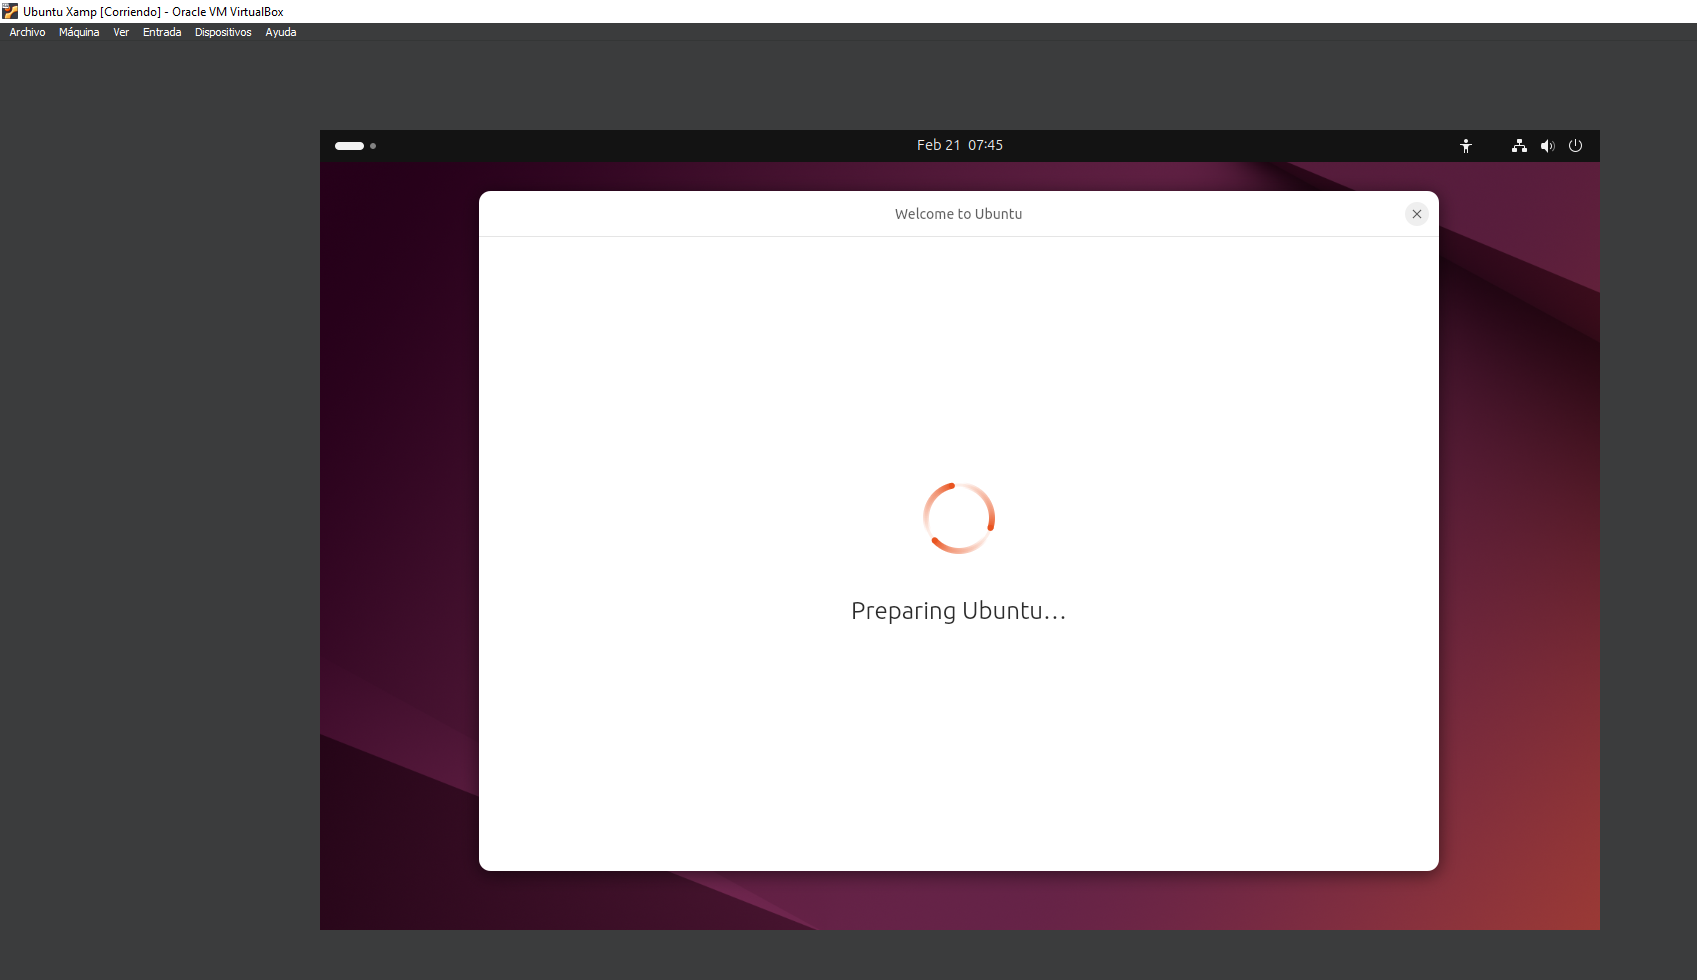 Ubuntu Xamp [Corriendo] - Oracle VM VirtualBox
Archivo Máquina Ver Entrada Dispositivos Ayuda
Feb 21 07:45
Welcome to Ubuntu
Preparing Ubuntu...